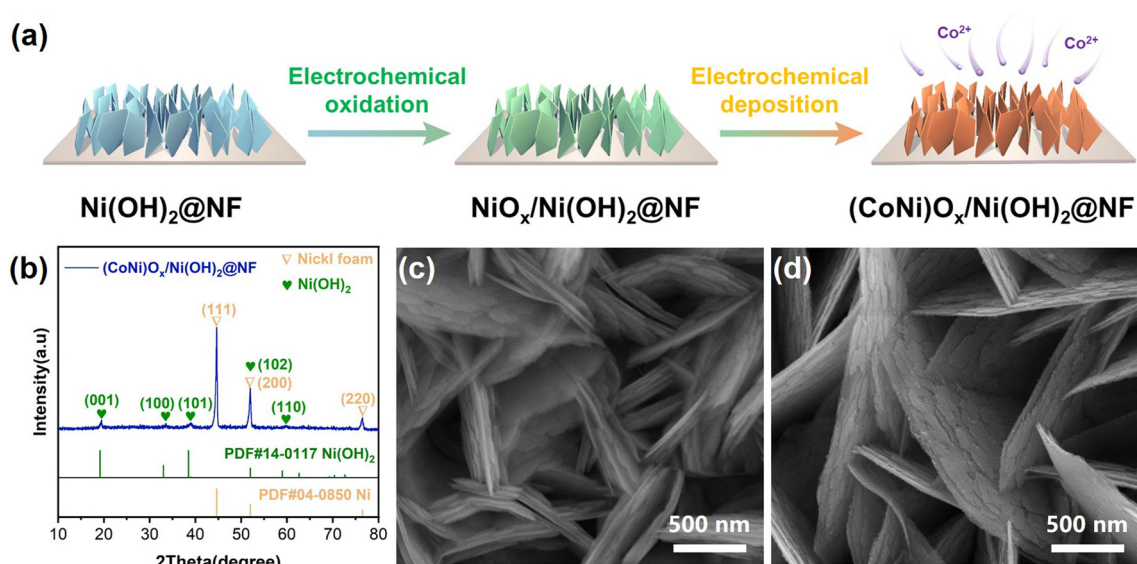 (a)
Co²⁺
Co²⁺
Electrochemical
oxidation
Electrochemical
deposition
Ni(OH)₂@NF
NiOₓ/Ni(OH)₂@NF
(CoNi)Oₓ/Ni(OH)₂@NF
(b)
(CoNi)Oₓ/Ni(OH)₂@NF
▽ Nickl foam
♥ Ni(OH)₂
(111)
♥(102)
▽(200)
(001)
(100)
(101)
(110)
(220)
PDF#14-0117 Ni(OH)₂
PDF#04-0850 Ni
Intensity(a.u)
10 20 30 40 50 60 70 80
2Theta(degree)
(c)
500 nm
(d)
500 nm